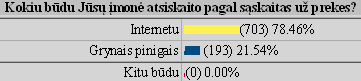 Kokiu būdu Jūsų įmonė atsiskaito pagal sąskaitas už prekes?
Internetu (703) 78.46%
Grynais pinigais (193) 21.54%
Kitu būdu (0) 0.00%